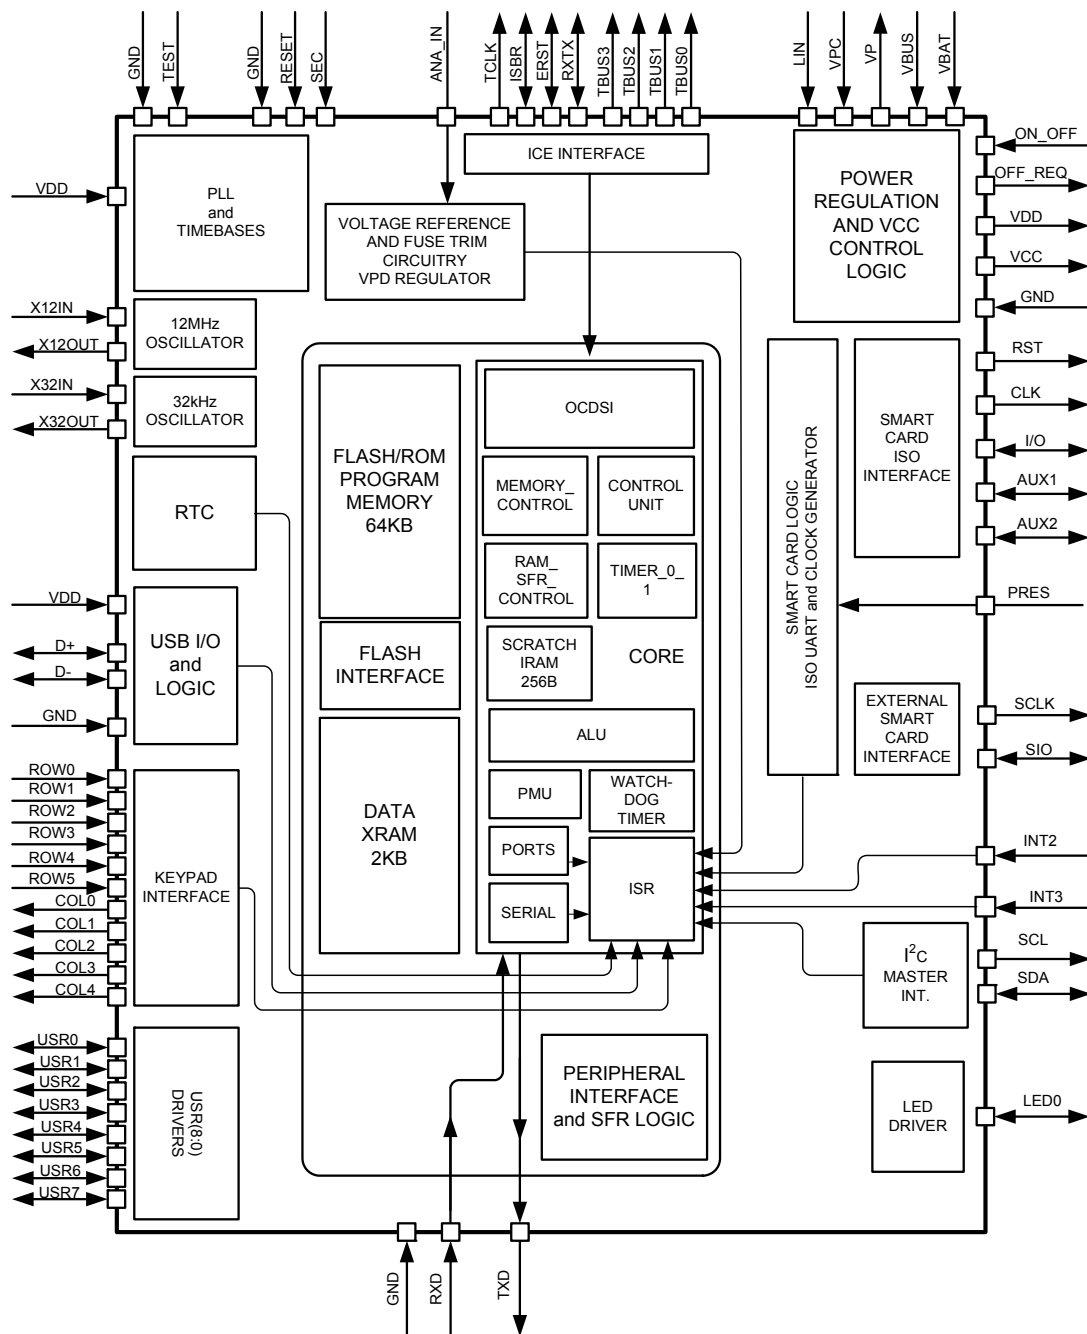 GND
TEST
GND
RESET
SEC
ANA_IN
TCLK
ISBR
ERST
RXTX
TBUS3
TBUS2
TBUS1
TBUS0
LIN
VPC
VP
VBUS
VBAT
VDD
X12IN
X12OUT
X32IN
X32OUT
VDD
D+
D-
GND
ROW0
ROW1
ROW2
ROW3
ROW4
ROW5
COL0
COL1
COL2
COL3
COL4
USR0
USR1
USR2
USR3
USR4
USR5
USR6
USR7
PLL
and
TIMEBASES
12MHz
OSCILLATOR
32kHz
OSCILLATOR
RTC
USB I/O
and
LOGIC
KEYPAD
INTERFACE
USR(8:0)
DRIVERS
ICE INTERFACE
VOLTAGE REFERENCE
AND FUSE TRIM
CIRCUITRY
VPD REGULATOR
FLASH/ROM
PROGRAM
MEMORY
64KB
FLASH
INTERFACE
DATA
XRAM
2KB
OCDSI
MEMORY_
CONTROL
CONTROL
UNIT
RAM_
SFR_
CONTROL
TIMER_0_
1
SCRATCH
IRAM
256B
CORE
ALU
PMU
WATCH-
DOG
TIMER
PORTS
SERIAL
ISR
PERIPHERAL
INTERFACE
and SFR LOGIC
POWER
REGULATION
AND VCC
CONTROL
LOGIC
SMART CARD LOGIC
ISO UART and CLOCK GENERATOR
SMART
CARD
ISO
INTERFACE
EXTERNAL
SMART
CARD
INTERFACE
I2C
MASTER
INT.
LED
DRIVER
ON_OFF
OFF_REQ
VDD
VCC
GND
RST
CLK
I/O
AUX1
AUX2
PRES
SCLK
SIO
INT2
INT3
SCL
SDA
LED0
GND
RXD
TXD